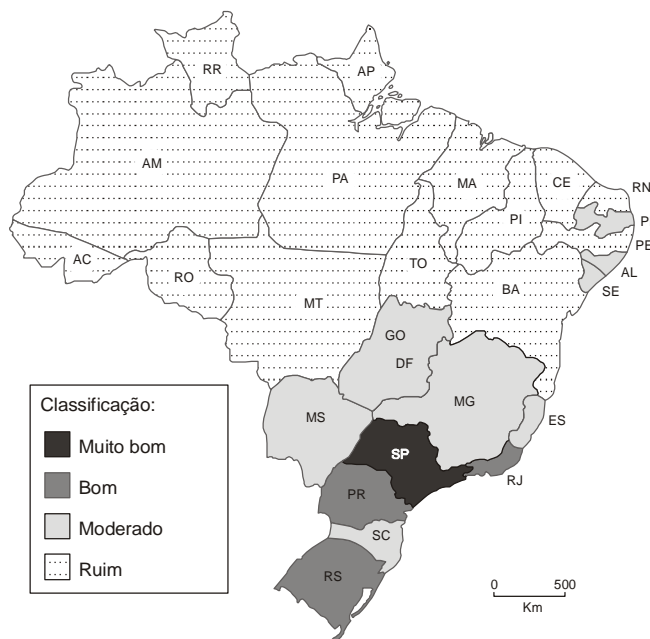 RR
AP
AM
PA
MA
CE
RN
PI
P
PE
AC
RO
TO
AL
SE
MT
BA
GO
DF
MS
MG
ES
SP
RJ
PR
SC
RS
Classificação:
Muito bom
Bom
Moderado
Ruim
0 500
Km